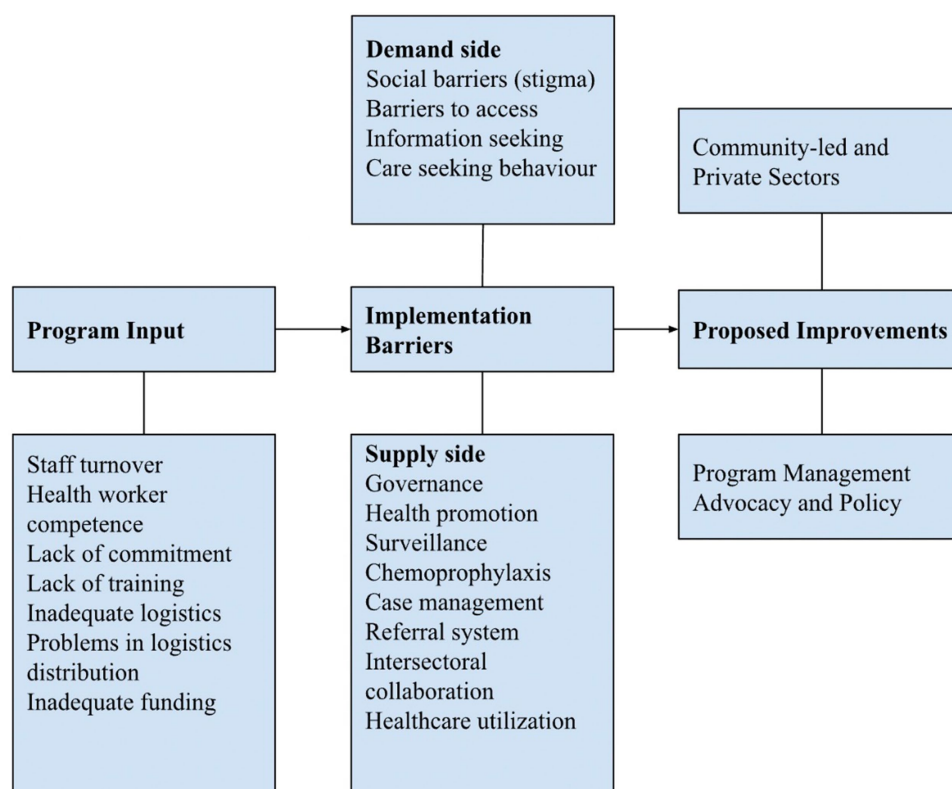 Demand side
Social barriers (stigma)
Barriers to access
Information seeking
Care seeking behaviour
Community-led and
Private Sectors
Program Input
Implementation
Barriers
Proposed Improvements
Staff turnover
Health worker
competence
Lack of commitment
Lack of training
Inadequate logistics
Problems in logistics
distribution
Inadequate funding
Supply side
Governance
Health promotion
Surveillance
Chemoprophylaxis
Case management
Referral system
Intersectoral
collaboration
Healthcare utilization
Program Management
Advocacy and Policy